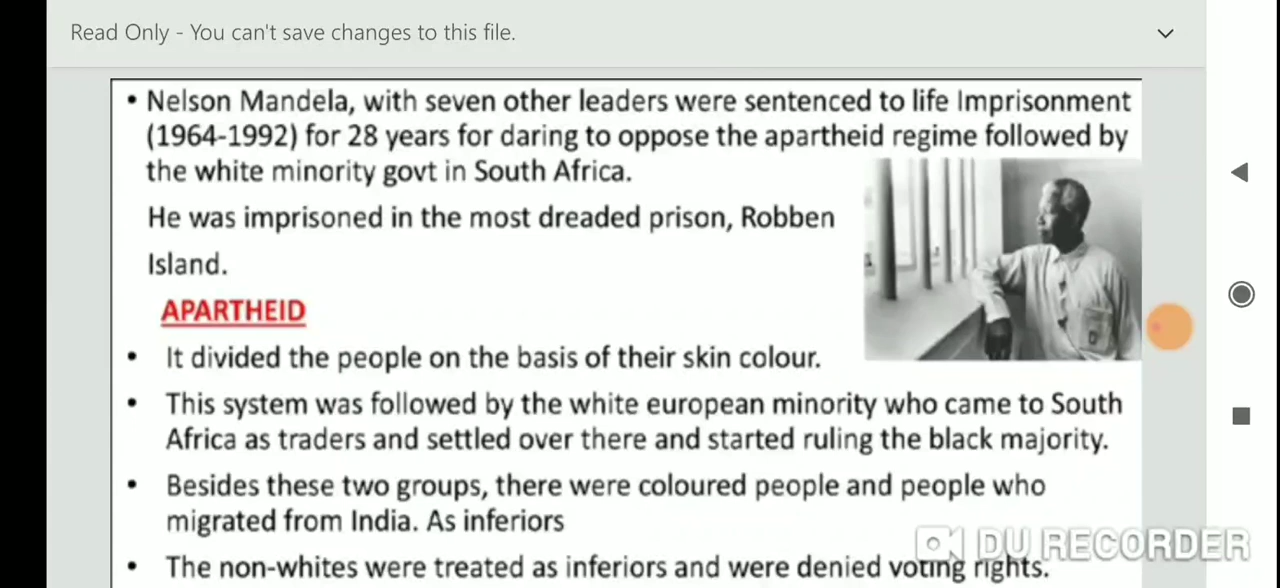 Read Only - You can't save changes to this file.
• Nelson Mandela, with seven other leaders were sentenced to life Imprisonment
(1964-1992) for 28 years for daring to oppose the apartheid regime followed by
the white minority govt in South Africa.
He was imprisoned in the most dreaded prison, Robben
Island.
APARTHEID
• It divided the people on the basis of their skin colour.
• This system was followed by the white european minority who came to South
Africa as traders and settled over there and started ruling the black majority.
• Besides these two groups, there were coloured people and people who
migrated from India. As inferiors
• The non-whites were treated as inferiors and were denied voting rights.
DU RECORDER